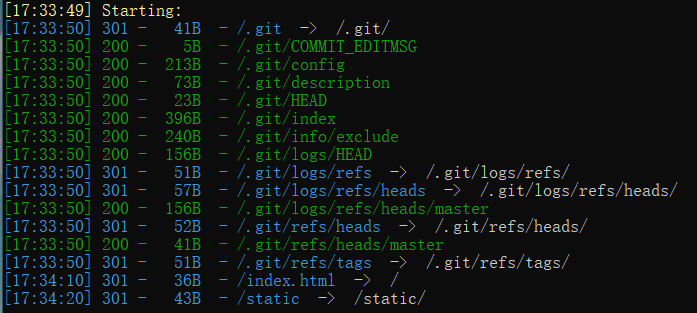 [17:33:49] Starting:
[17:33:50] 301 -   41B  - /.git  ->  /.git/
[17:33:50] 200 -    5B  - /.git/COMMIT_EDITMSG
[17:33:50] 200 -  213B  - /.git/config
[17:33:50] 200 -   73B  - /.git/description
[17:33:50] 200 -   23B  - /.git/HEAD
[17:33:50] 200 -  396B  - /.git/index
[17:33:50] 200 -  240B  - /.git/info/exclude
[17:33:50] 200 -  156B  - /.git/logs/HEAD
[17:33:50] 301 -   51B  - /.git/logs/refs  ->  /.git/logs/refs/
[17:33:50] 301 -   57B  - /.git/logs/refs/heads  ->  /.git/logs/refs/heads/
[17:33:50] 200 -  156B  - /.git/logs/refs/heads/master
[17:33:50] 301 -   52B  - /.git/refs/heads  ->  /.git/refs/heads/
[17:33:50] 200 -   41B  - /.git/refs/heads/master
[17:33:50] 301 -   51B  - /.git/refs/tags  ->  /.git/refs/tags/
[17:34:10] 301 -   36B  - /index.html  ->  /
[17:34:20] 301 -   43B  - /static  ->  /static/